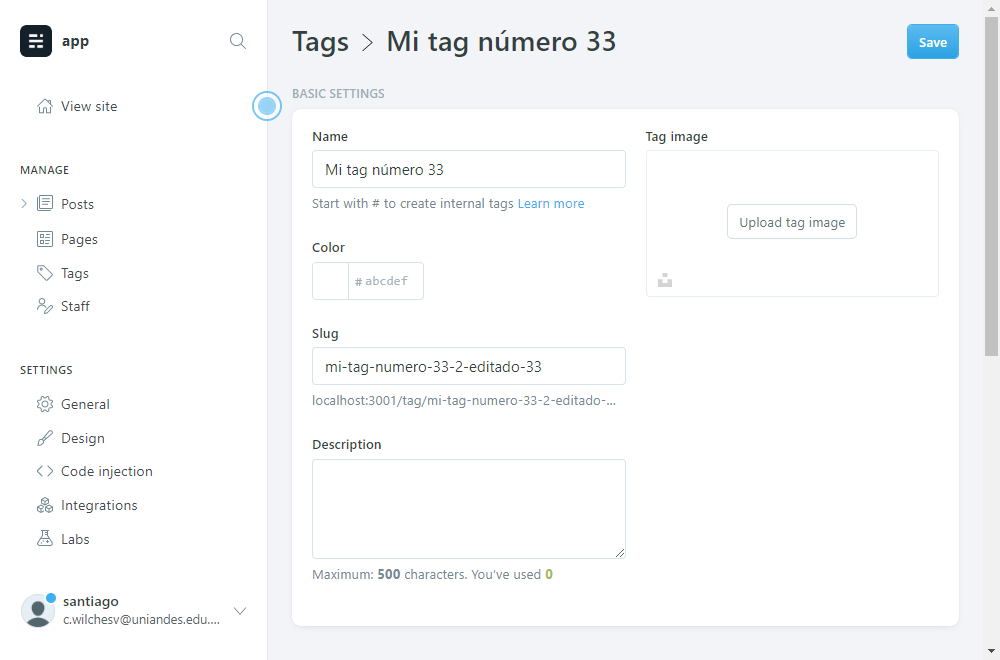 app
View site
MANAGE
Posts
Pages
Tags
Staff
SETTINGS
General
Design
Code injection
Integrations
Labs
santiago
c.wilchesv@uniandes.edu....
Tags > Mi tag número 33
Save
BASIC SETTINGS
Name
Mi tag número 33
Start with # to create internal tags Learn more
Color
# abcdef
Slug
mi-tag-numero-33-2-editado-33
localhost:3001/tag/mi-tag-numero-33-2-editado-...
Description
Maximum: 500 characters. You've used 0
Tag image
Upload tag image